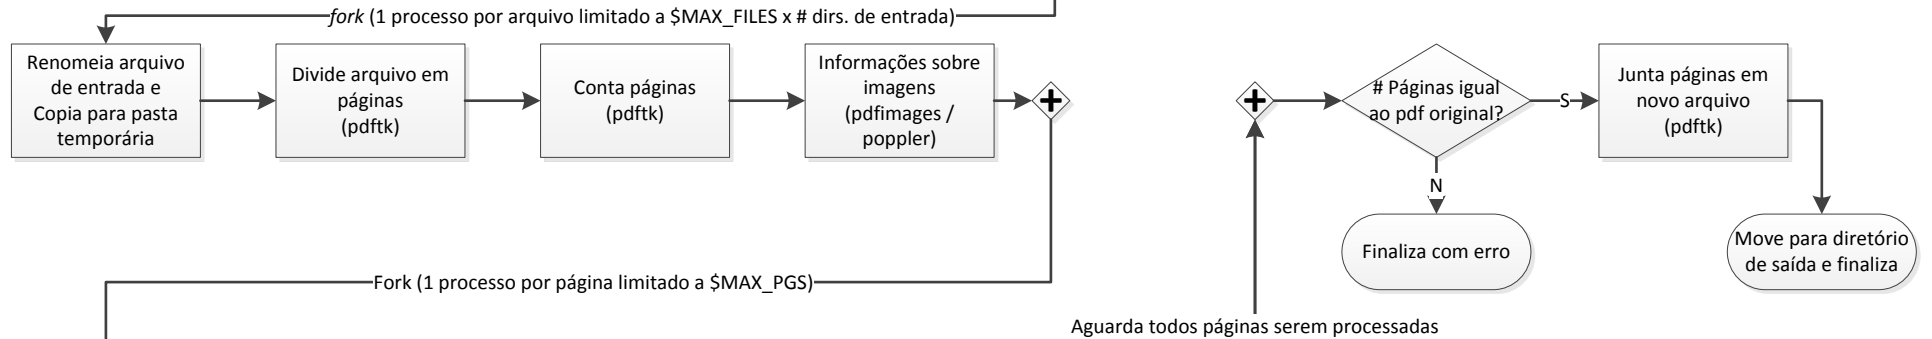 fork (1 processo por arquivo limitado a $MAX_FILES x # dirs. de entrada)
Renomeia arquivo
de entrada e
Copia para pasta
temporária
Divide arquivo em
páginas
(pdftk)
Conta páginas
(pdftk)
Informações sobre
imagens
(pdfimages /
poppler)
# Páginas igual
ao pdf original?
S
Junta páginas em
novo arquivo
(pdftk)
N
Finaliza com erro
Move para diretório
de saída e finaliza
Fork (1 processo por página limitado a $MAX_PGS)
Aguarda todos páginas serem processadas